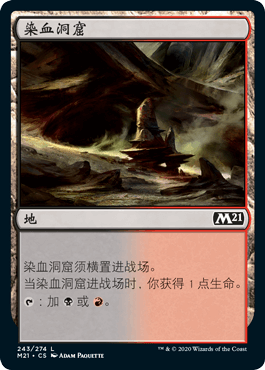 染血洞窟
地
M21
染血洞窟须横置进战场。
当染血洞窟进战场时，你获得1点生命。
：加 或 。
243/274 L
M21 • CS ADAM PAQUETTE
™ & © 2020 Wizards of the Coast